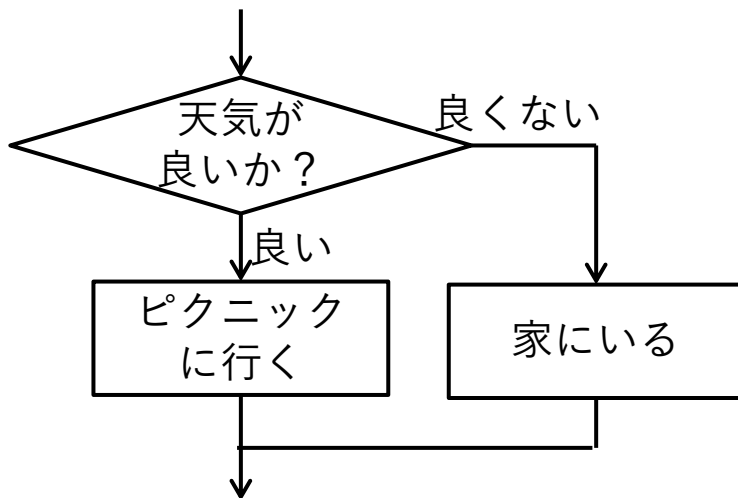 天気が
良いか？
良くない
良い
ピクニック
に行く
家にいる